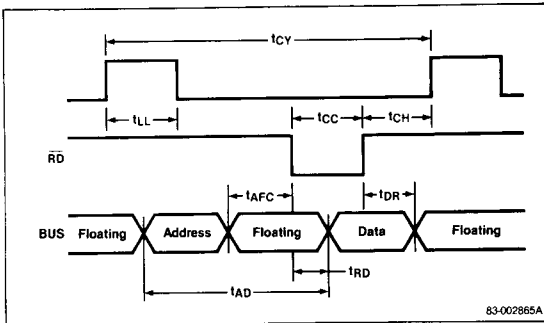 tCY
tLL
tCC
tCH
RD
tAFC
tDR
BUS Floating Address Floating Data Floating
tRD
tAD
83-002865A